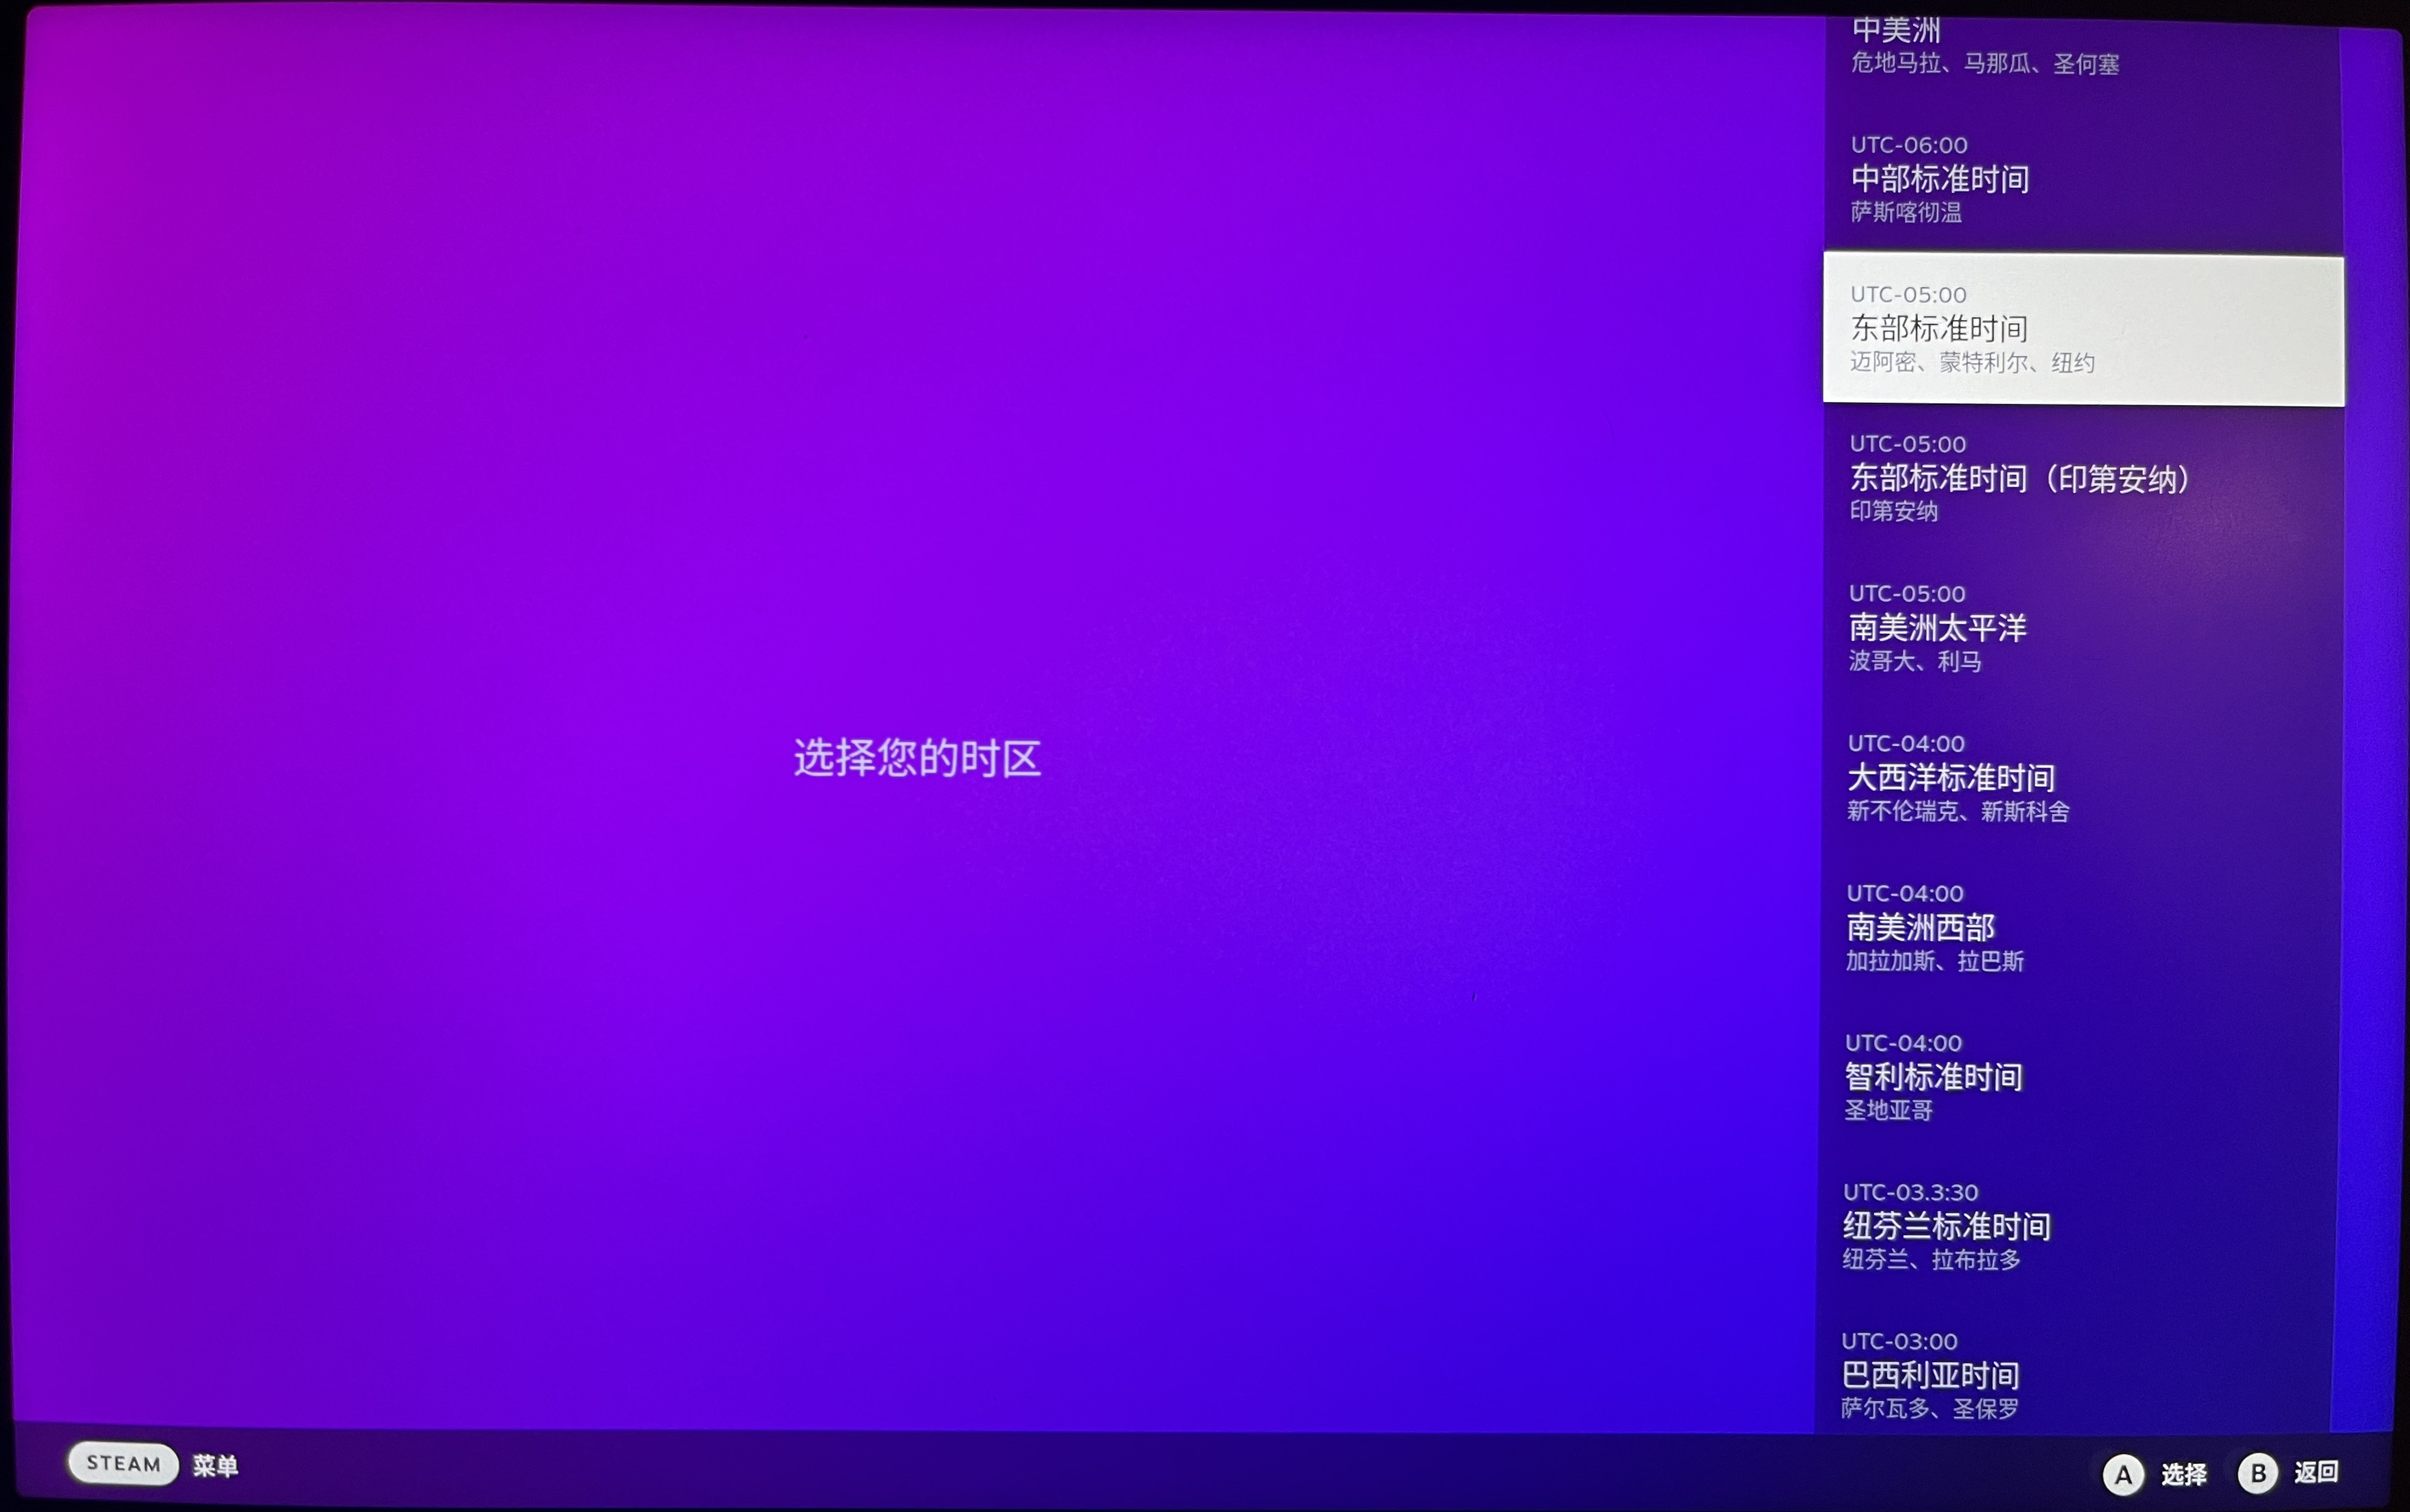 选择您的时区
中美洲
危地马拉、马那瓜、圣何塞
UTC-06:00
中部标准时间
萨斯喀彻温
UTC-05:00
东部标准时间
迈阿密、蒙特利尔、纽约
UTC-05:00
东部标准时间（印第安纳）
印第安纳
UTC-05:00
南美洲太平洋
波哥大、利马
UTC-04:00
大西洋标准时间
新不伦瑞克、新斯科舍
UTC-04:00
南美洲西部
加拉加斯、拉巴斯
UTC-04:00
智利标准时间
圣地亚哥
UTC-03.3:30
纽芬兰标准时间
纽芬兰、拉布拉多
UTC-03:00
巴西利亚时间
萨尔瓦多、圣保罗
STEAM 菜单
A 选择 B 返回